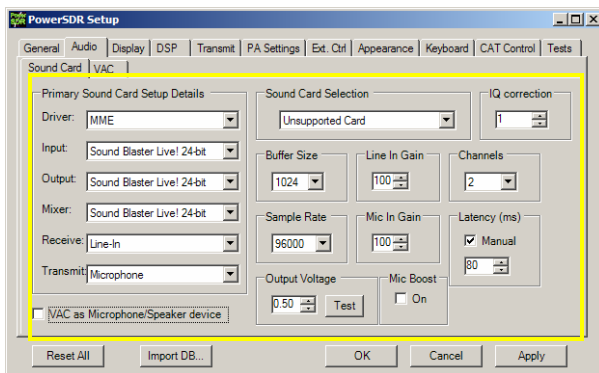 PowerSDR Setup
General Audio Display DSP Transmit PA Settings Ext. Ctrl Appearance Keyboard CAT Control Tests
Sound Card VAC
Primary Sound Card Setup Details
Driver: MME
Input: Sound Blaster Live! 24-bit
Output: Sound Blaster Live! 24-bit
Mixer: Sound Blaster Live! 24-bit
Receive: Line-In
Transmit: Microphone
VAC as Microphone/Speaker device
Sound Card Selection
Unsupported Card
IQ correction
1
Buffer Size
1024
Line In Gain
100
Channels
2
Sample Rate
96000
Mic In Gain
100
Latency (ms)
Manual
80
Output Voltage
0.50 Test
Mic Boost
On
Reset All Import DB... OK Cancel Apply